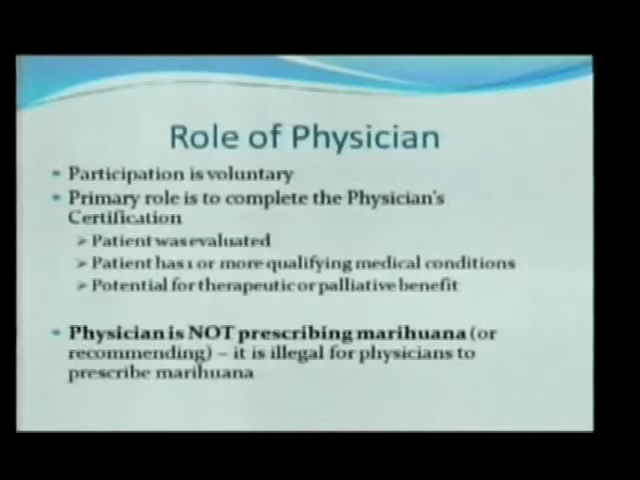 Role of Physician
• Participation is voluntary
• Primary role is to complete the Physician's
Certification
➢ Patient was evaluated
➢ Patient has 1 or more qualifying medical conditions
➢ Potential for therapeutic or palliative benefit
• Physician is NOT prescribing marihuana (or
recommending) – it is illegal for physicians to
prescribe marihuana